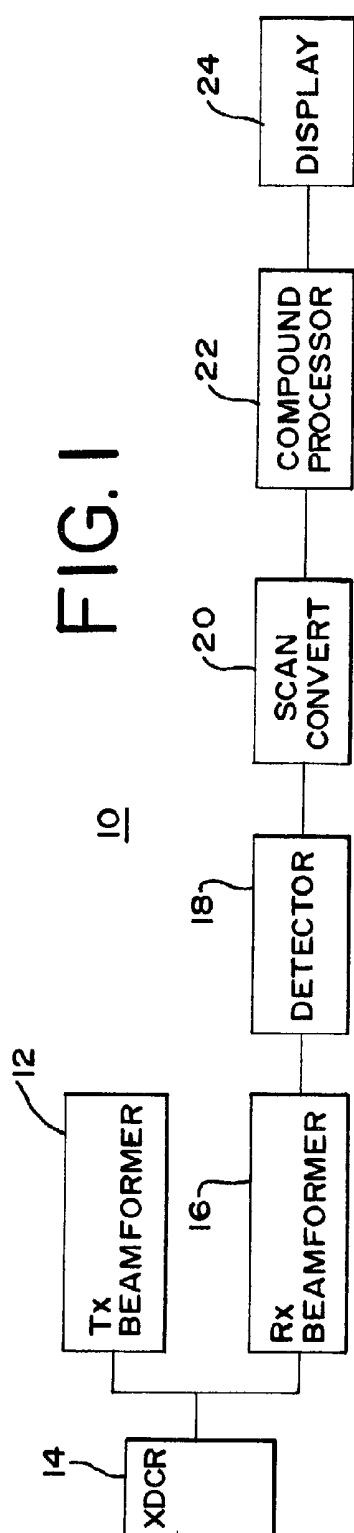 FIG. 1
10
14
XDCR
12
Tx
BEAMFORMER
16
Rx
BEAMFORMER
18
DETECTOR
20
SCAN
CONVERT
22
COMPOUND
PROCESSOR
24
DISPLAY